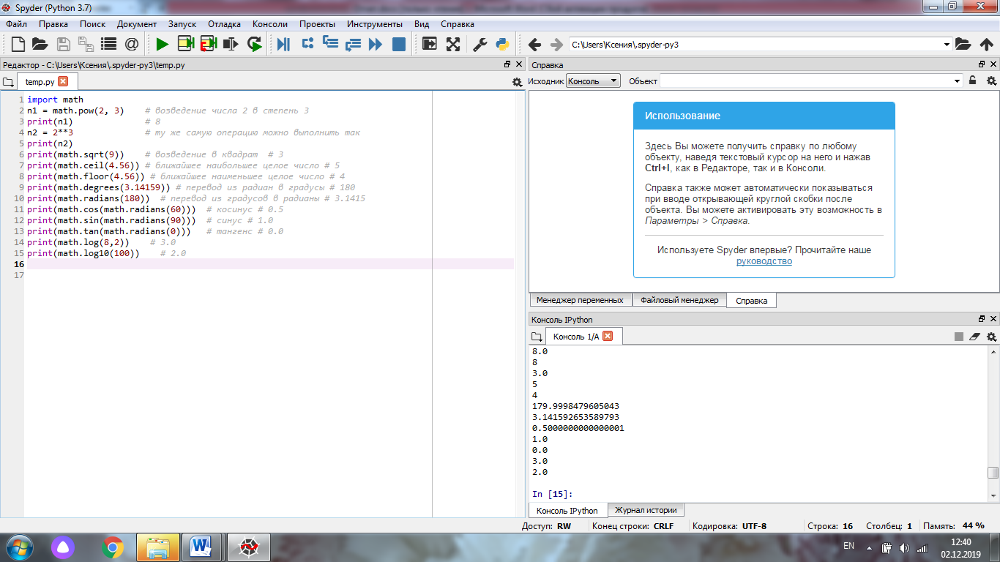 Spyder (Python 3.7)
Файл Правка Поиск Документ Запуск Отладка Консоли Проекты Инструменты Вид Справка
C:\Users\Ксения\.spyder-py3
Редактор - C:\Users\Ксения\.spyder-py3\temp.py
temp.py
1 import math
2 n1 = math.pow(2, 3)    # возведение числа 2 в степень 3
3 print(n1)              # 8
4 n2 = 2**3              # ту же самую операцию можно выполнить так
5 print(n2)
6 print(math.sqrt(9))    # возведение в квадрат  # 3
7 print(math.ceil(4.56)) # ближайшее наибольшее целое число # 5
8 print(math.floor(4.56)) # ближайшее наименьшее целое число # 4
9 print(math.degrees(3.14159)) # перевод из радиан в градусы # 180
10 print(math.radians(180))  # перевод из градусов в радианы # 3.1415
11 print(math.cos(math.radians(60)))  # косинус # 0.5
12 print(math.sin(math.radians(90)))  # синус # 1.0
13 print(math.tan(math.radians(0)))   # тангенс # 0.0
14 print(math.log(8,2))    # 3.0
15 print(math.log10(100))    # 2.0
16
17
Справка
Исходник Консоль Объект
Использование
Здесь Вы можете получить справку по любому
объекту, наведя текстовый курсор на него и нажав
Ctrl+I, как в Редакторе, так и в Консоли.
Справка также может автоматически показываться
при вводе открывающей круглой скобки после
объекта. Вы можете активировать эту возможность в
Параметры > Справка.
Используете Spyder впервые? Прочитайте наше
руководство
Менеджер переменных Файловый менеджер Справка
Консоль IPython
Консоль 1/A
8.0
8
3.0
5
4
179.9998479605043
3.141592653589793
0.5000000000000001
1.0
0.0
3.0
2.0
In [15]:
Консоль IPython Журнал истории
Доступ: RW Конец строки: CRLF Кодировка: UTF-8 Строка: 16 Столбец: 1 Память: 44 %
EN
12:40
02.12.2019